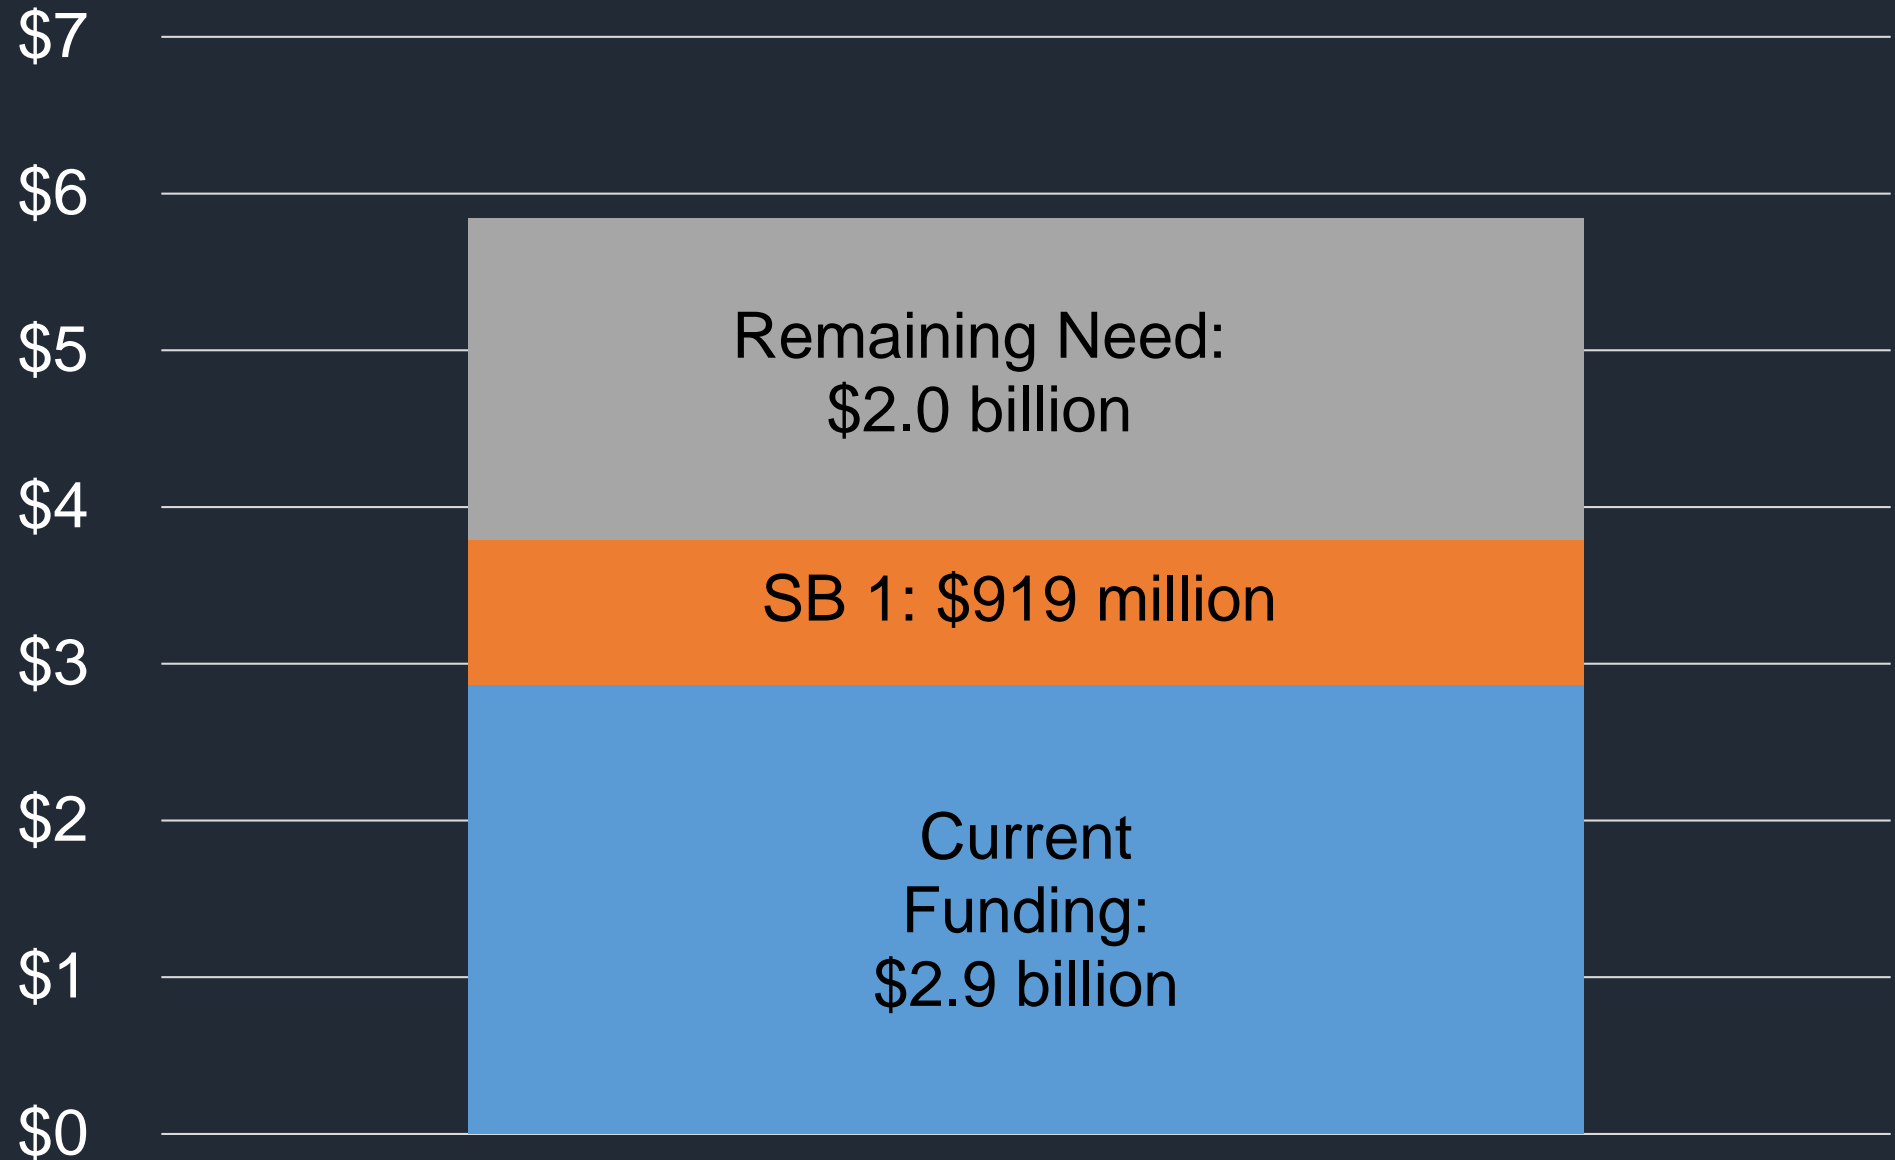 $7
$6
$5
$4
$3
$2
$1
$0
Remaining Need:
$2.0 billion
SB 1: $919 million
Current
Funding:
$2.9 billion